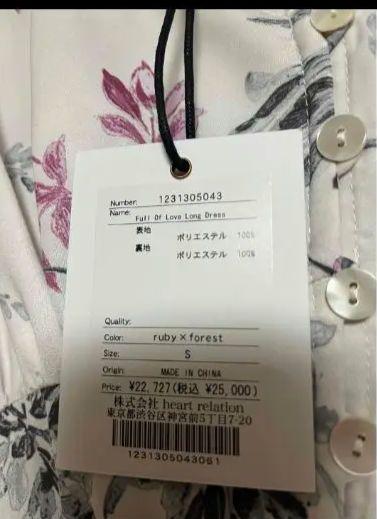 Number: 1231305043
Name: Full Of Love Long Dress
表地
ポリエステル 100%
裏地
ポリエステル 100%
Quality:
Color: ruby×forest
Size: S
Origin: MADE IN CHINA
Price: ¥22,727(税込 ¥25,000)
株式会社 heart relation
東京都渋谷区神宮前5丁目7-20
1231305043061